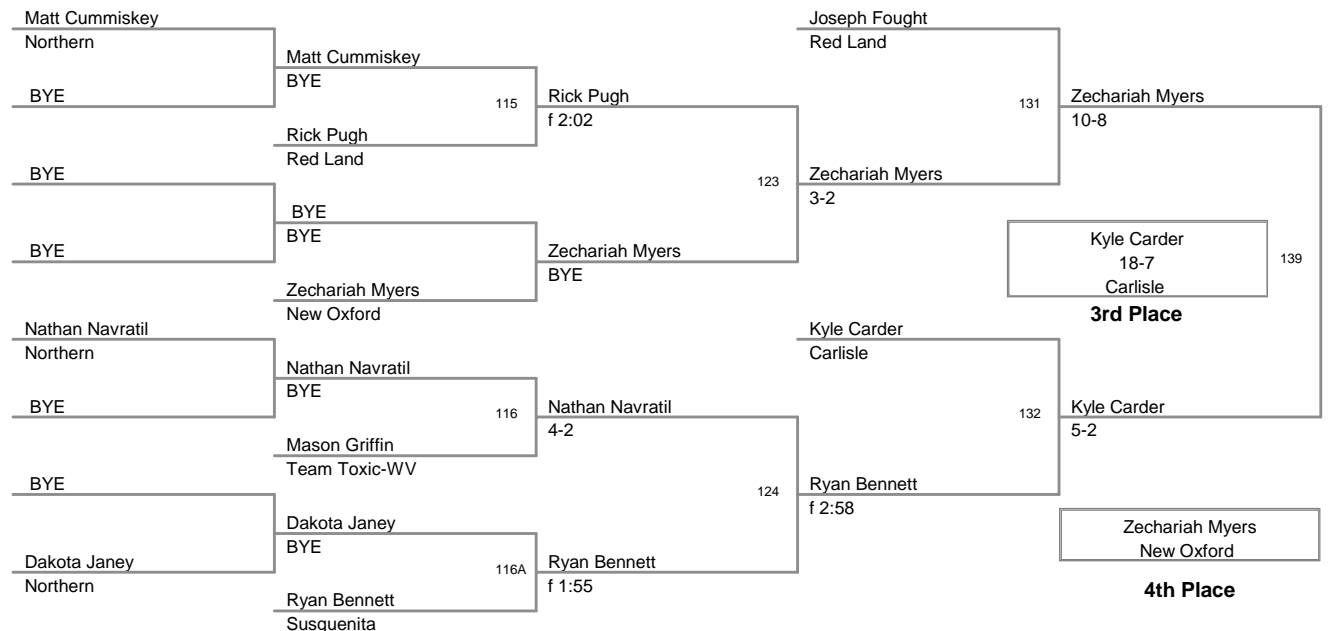 Matt Cummiskey
Northern
BYE
BYE
BYE
Nathan Navratil
Northern
BYE
BYE
Dakota Janey
Northern
Matt Cummiskey
BYE
115
Rick Pugh
Red Land
BYE
BYE
Zechariah Myers
New Oxford
Nathan Navratil
BYE
116
Mason Griffin
Team Toxic-WV
Dakota Janey
BYE
116A
Ryan Bennett
Susquenita
Rick Pugh
f 2:02
123
Zechariah Myers
BYE
Nathan Navratil
4-2
124
Ryan Bennett
f 1:55
Joseph Fought
Red Land
131
Zechariah Myers
3-2
Kyle Carder
Carlisle
132
Ryan Bennett
f 2:58
Zechariah Myers
10-8
Kyle Carder
18-7
Carlisle
139
3rd Place
Kyle Carder
5-2
Zechariah Myers
New Oxford
4th Place